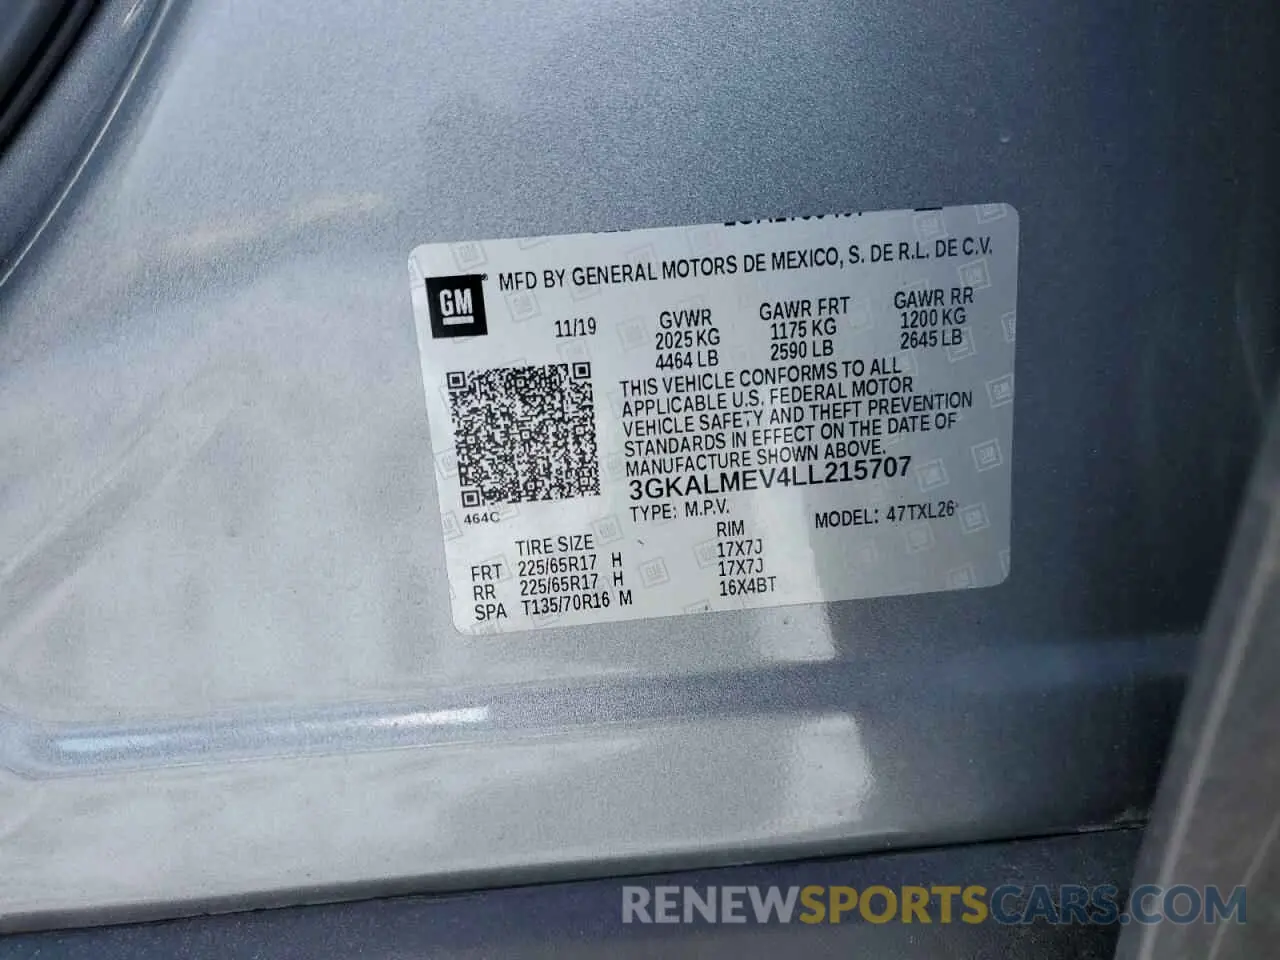 MFD BY GENERAL MOTORS DE MEXICO, S. DE R.L. DE C.V.
GM
11/19
GVWR GAWR FRT GAWR RR
2025 KG 1175 KG 1200 KG
4464 LB 2590 LB 2645 LB
THIS VEHICLE CONFORMS TO ALL
APPLICABLE U.S. FEDERAL MOTOR
VEHICLE SAFETY AND THEFT PREVENTION
STANDARDS IN EFFECT ON THE DATE OF
MANUFACTURE SHOWN ABOVE.
3GKALMEV4LL215707
464C
TYPE: M.P.V. MODEL: 47TXL26
TIRE SIZE RIM
FRT 225/65R17 H 17X7J
RR 225/65R17 H 17X7J
SPA T135/70R16 M 16X4BT
RENEWSPORTSCARS.COM